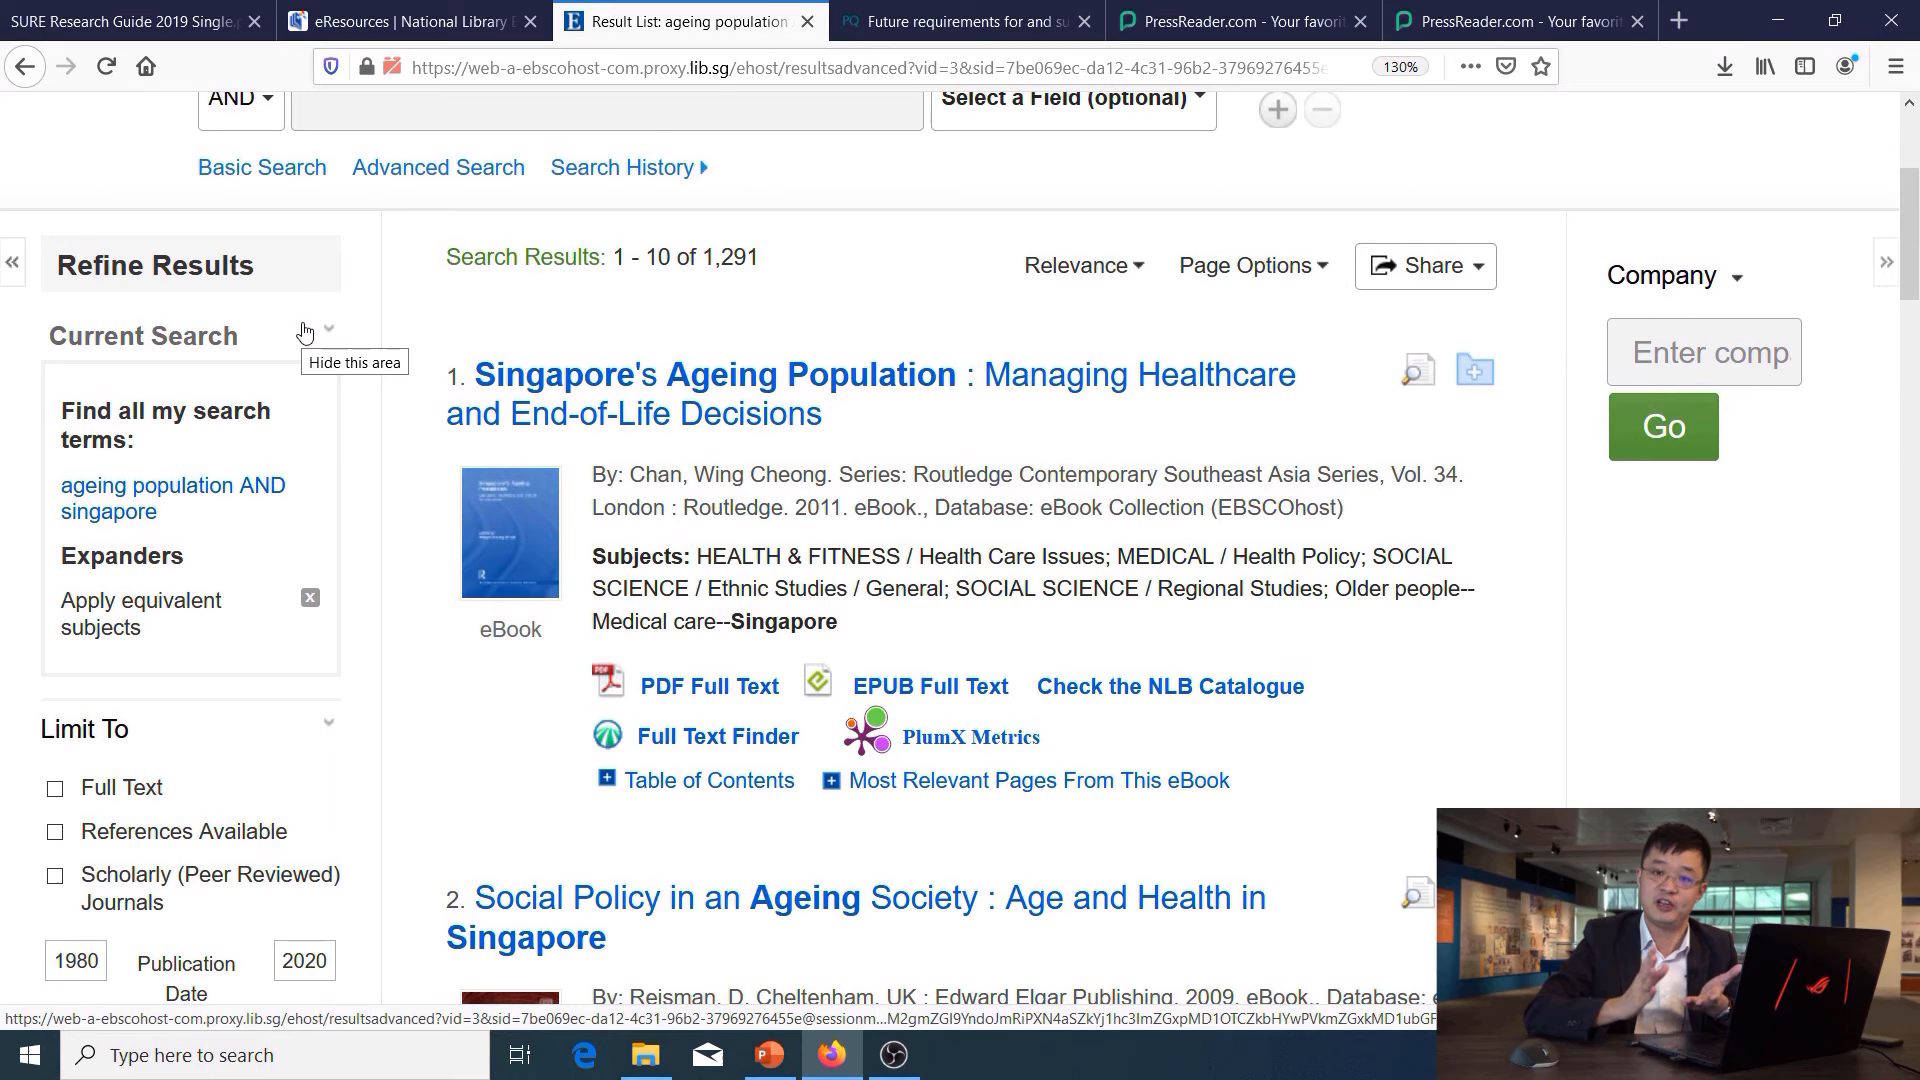 SURE Research Guide 2019 Single.p
eResources | National Library B
Result List: ageing population
Future requirements for and su
PressReader.com - Your favorit
PressReader.com - Your favorit
https://web-a-ebscohost-com.proxy.lib.sg/ehost/resultsadvanced?vid=3&sid=7be069ec-da12-4c31-96b2-37969276455e
130%
AND
Select a Field (optional)
Basic Search
Advanced Search
Search History
Refine Results
Current Search
Hide this area
Find all my search
terms:
ageing population AND
singapore
Expanders
Apply equivalent
subjects
Limit To
Full Text
References Available
Scholarly (Peer Reviewed)
Journals
1980
Publication
Date
2020
Search Results: 1 - 10 of 1,291
Relevance
Page Options
Share
1. Singapore's Ageing Population : Managing Healthcare
and End-of-Life Decisions
By: Chan, Wing Cheong. Series: Routledge Contemporary Southeast Asia Series, Vol. 34.
London : Routledge. 2011. eBook., Database: eBook Collection (EBSCOhost)
Subjects: HEALTH & FITNESS / Health Care Issues; MEDICAL / Health Policy; SOCIAL
SCIENCE / Ethnic Studies / General; SOCIAL SCIENCE / Regional Studies; Older people--
Medical care--Singapore
eBook
PDF Full Text
EPUB Full Text
Check the NLB Catalogue
Full Text Finder
PlumX Metrics
Table of Contents
Most Relevant Pages From This eBook
2. Social Policy in an Ageing Society : Age and Health in
Singapore
By: Reisman, D. Cheltenham, UK : Edward Elgar Publishing. 2009. eBook., Database: e
Company
Enter comp
Go
Type here to search